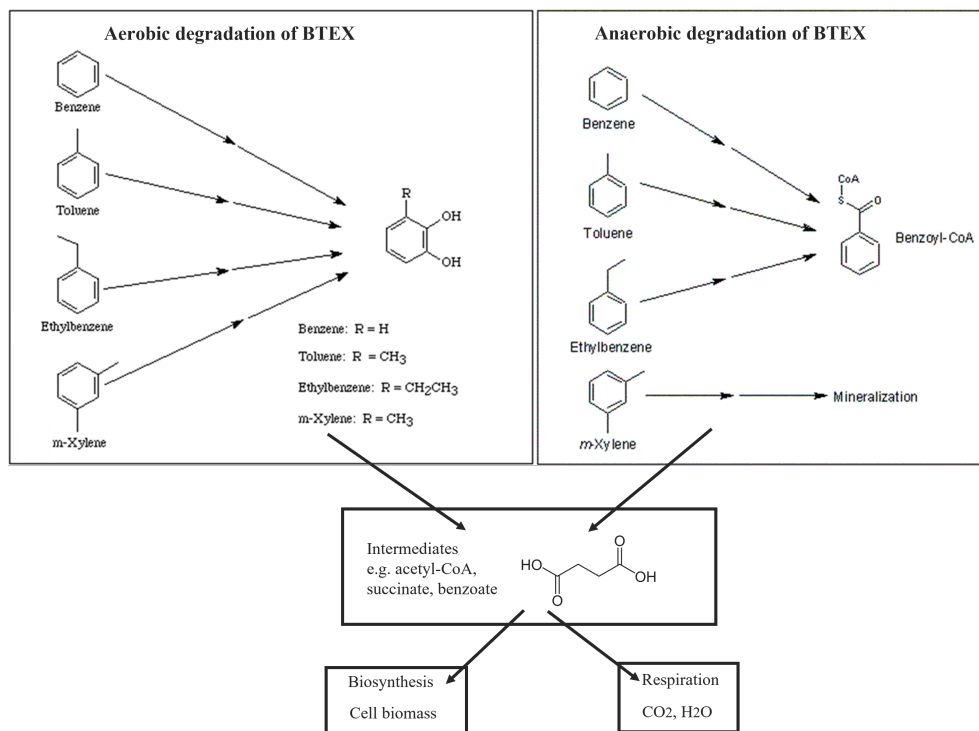 Aerobic degradation of BTEX
Benzene
Toluene
Ethylbenzene
m-Xylene
R
OH
OH
Benzene: R = H
Toluene: R = CH3
Ethylbenzene: R = CH2CH3
m-Xylene: R = CH3
Anaerobic degradation of BTEX
Benzene
Toluene
Ethylbenzene
m-Xylene
CoA
S
O
Benzoyl-CoA
Mineralization
Intermediates
e.g. acetyl-CoA,
succinate, benzoate
HO
O
O
OH
Biosynthesis
Cell biomass
Respiration
CO2, H2O